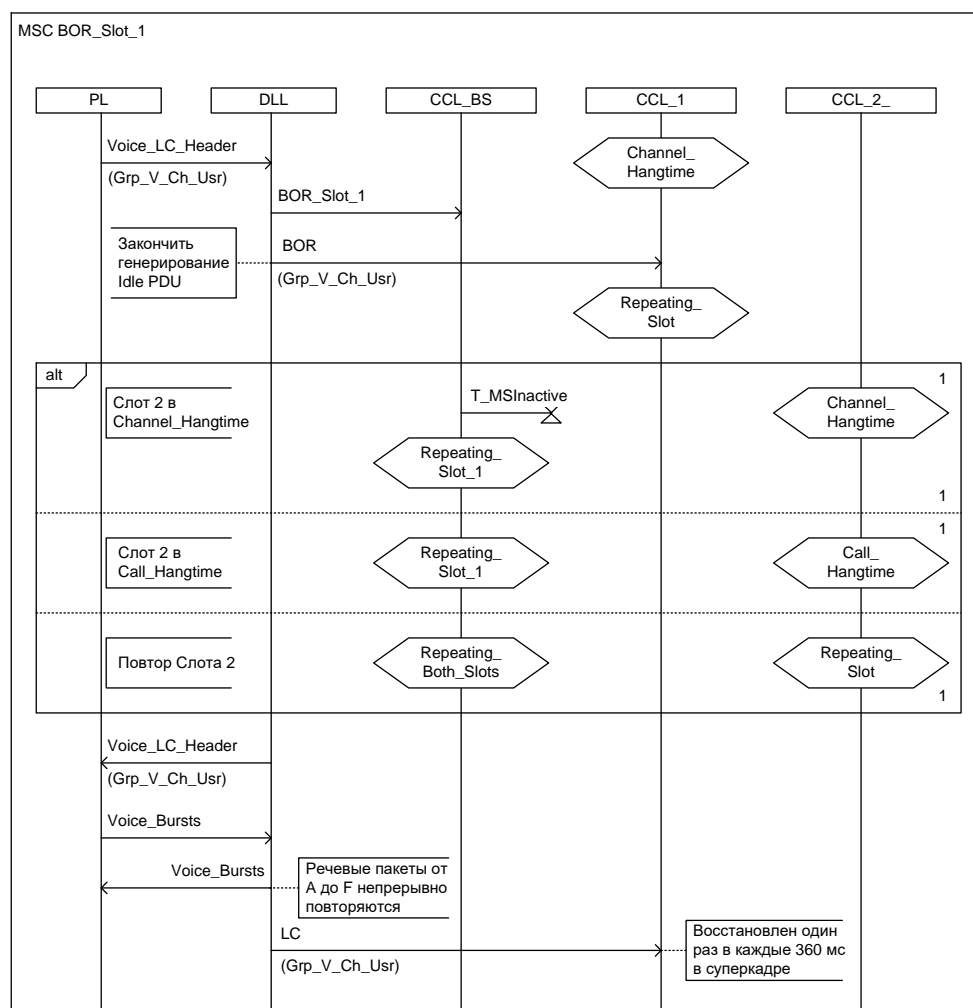 MSC BOR_Slot_1
PL
DLL
CCL_BS
CCL_1
CCL_2_
Voice_LC_Header
(Grp_V_Ch_Usr)
Channel_
Hangtime
BOR_Slot_1
Закончить
генерирование
Idle PDU
BOR
(Grp_V_Ch_Usr)
Repeating_
Slot
alt
1
Слот 2 в
Channel_Hangtime
T_MSInactive
Channel_
Hangtime
Repeating_
Slot_1
1
1
Слот 2 в
Call_Hangtime
Repeating_
Slot_1
Call_
Hangtime
Повтор Слота 2
Repeating_
Both_Slots
Repeating_
Slot
1
Voice_LC_Header
(Grp_V_Ch_Usr)
Voice_Bursts
Voice_Bursts
Речевые пакеты от
A до F непрерывно
повторяются
LC
(Grp_V_Ch_Usr)
Восстановлен один
раз в каждые 360 мс
в суперкадре